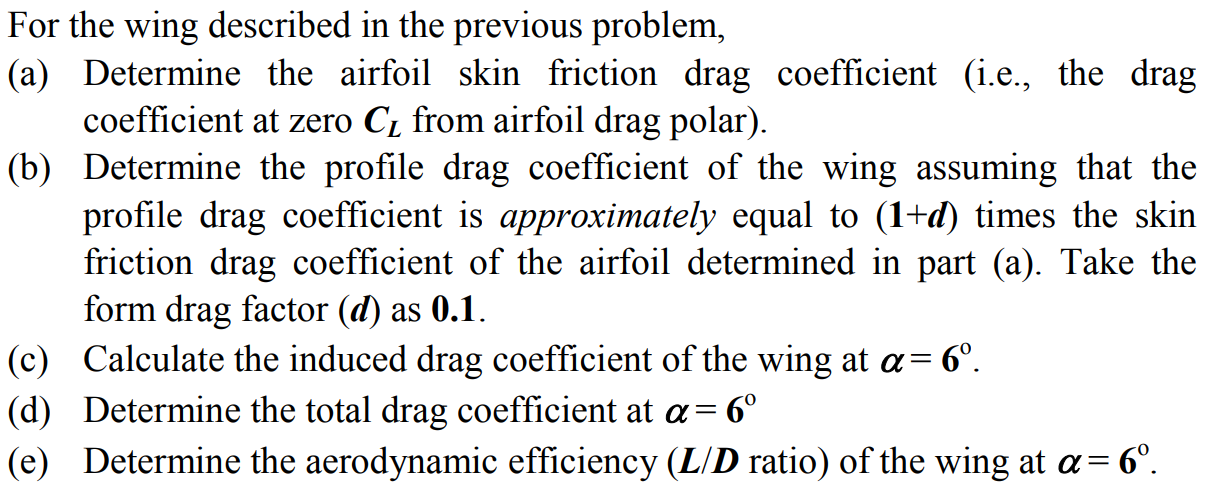 For the wing described in the previous problem,
(a) Determine the airfoil skin friction drag coefficient (i.e., the drag
coefficient at zero C_L from airfoil drag polar).
(b) Determine the profile drag coefficient of the wing assuming that the
profile drag coefficient is approximately equal to (1+d) times the skin
friction drag coefficient of the airfoil determined in part (a). Take the
form drag factor (d) as 0.1.
(c) Calculate the induced drag coefficient of the wing at α= 6º.
(d) Determine the total drag coefficient at α= 6º
(e) Determine the aerodynamic efficiency (L/D ratio) of the wing at α= 6º.